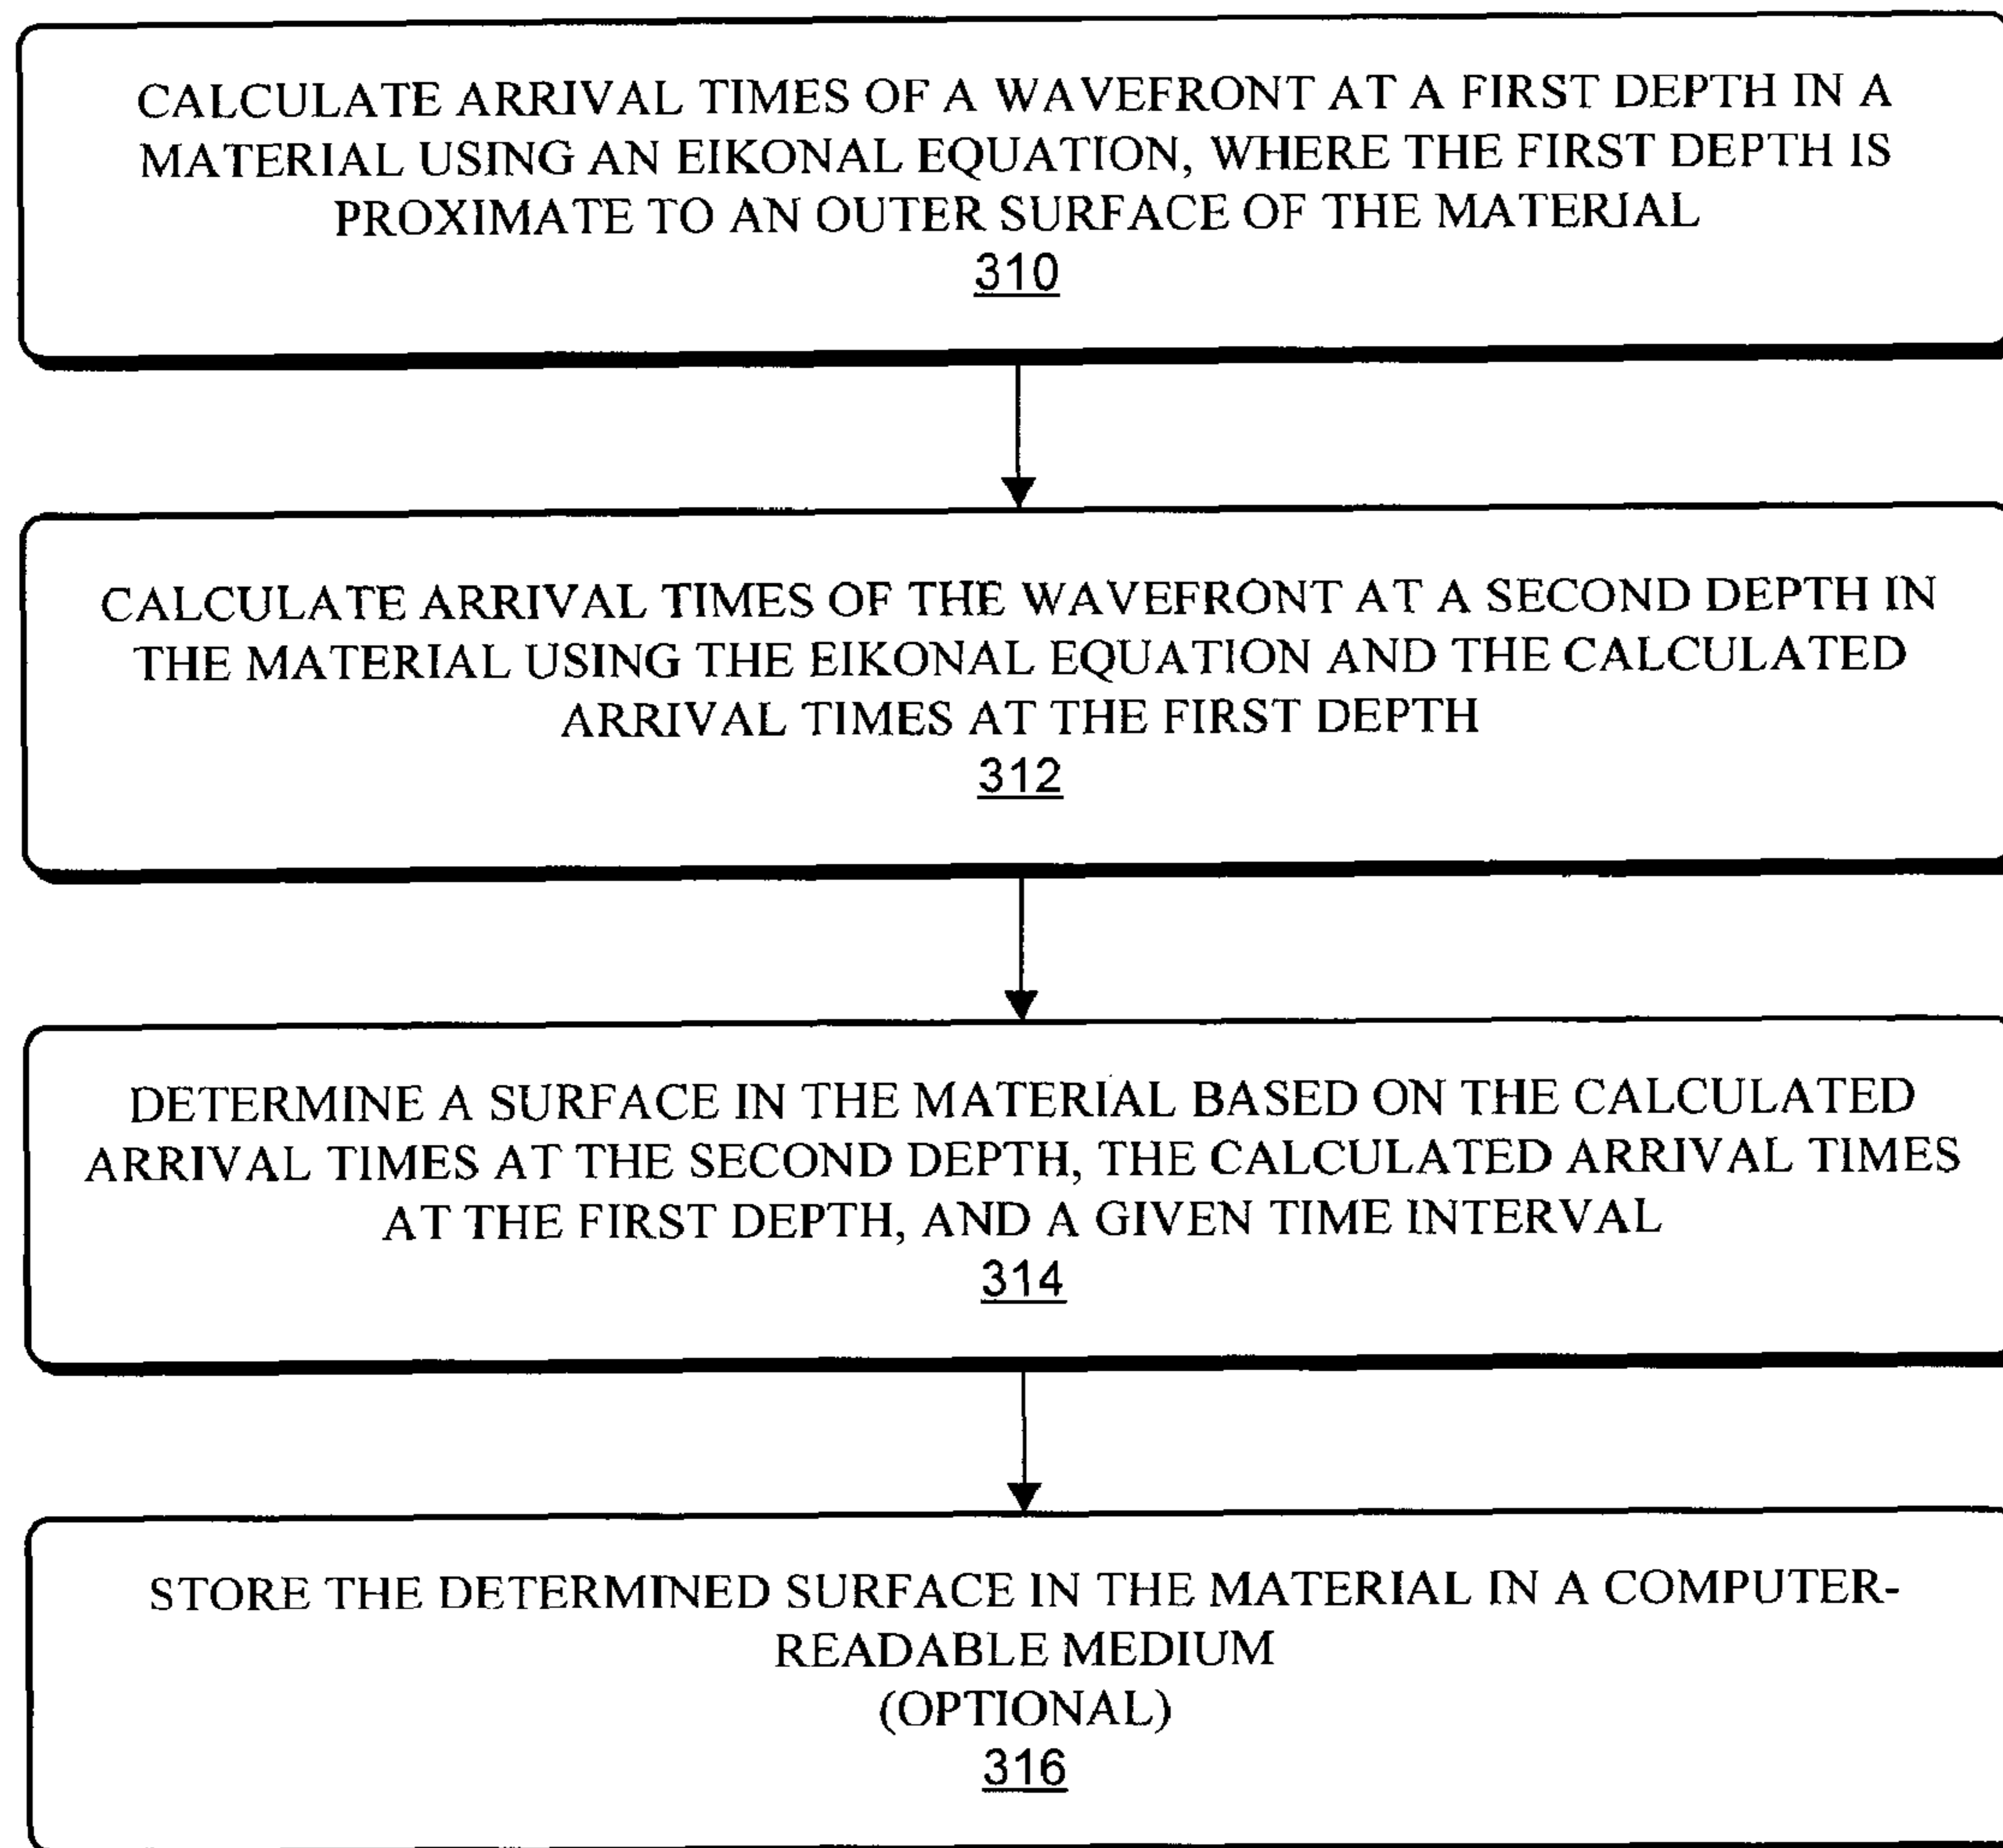 CALCULATE ARRIVAL TIMES OF A WAVEFRONT AT A FIRST DEPTH IN A
MATERIAL USING AN EIKONAL EQUATION, WHERE THE FIRST DEPTH IS
PROXIMATE TO AN OUTER SURFACE OF THE MATERIAL
310
CALCULATE ARRIVAL TIMES OF THE WAVEFRONT AT A SECOND DEPTH IN
THE MATERIAL USING THE EIKONAL EQUATION AND THE CALCULATED
ARRIVAL TIMES AT THE FIRST DEPTH
312
DETERMINE A SURFACE IN THE MATERIAL BASED ON THE CALCULATED
ARRIVAL TIMES AT THE SECOND DEPTH, THE CALCULATED ARRIVAL TIMES
AT THE FIRST DEPTH, AND A GIVEN TIME INTERVAL
314
STORE THE DETERMINED SURFACE IN THE MATERIAL IN A COMPUTER-
READABLE MEDIUM
(OPTIONAL)
316